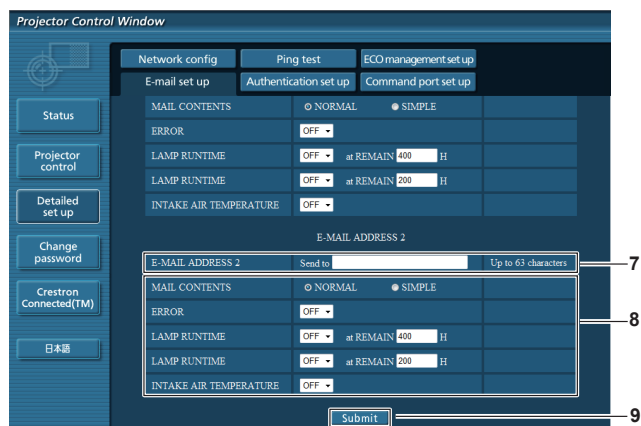 Projector Control Window
Network config Ping test ECO management set up
E-mail set up Authentication set up Command port set up
Status
Projector control
Detailed set up
Change password
Crestron Connected(TM)
日本語
MAIL CONTENTS NORMAL SIMPLE
ERROR OFF
LAMP RUNTIME OFF at REMAIN 400 H
LAMP RUNTIME OFF at REMAIN 200 H
INTAKE AIR TEMPERATURE OFF
E-MAIL ADDRESS 2
E-MAIL ADDRESS 2 Send to Up to 63 characters 7
MAIL CONTENTS NORMAL SIMPLE
ERROR OFF 8
LAMP RUNTIME OFF at REMAIN 400 H
LAMP RUNTIME OFF at REMAIN 200 H
INTAKE AIR TEMPERATURE OFF
Submit 9